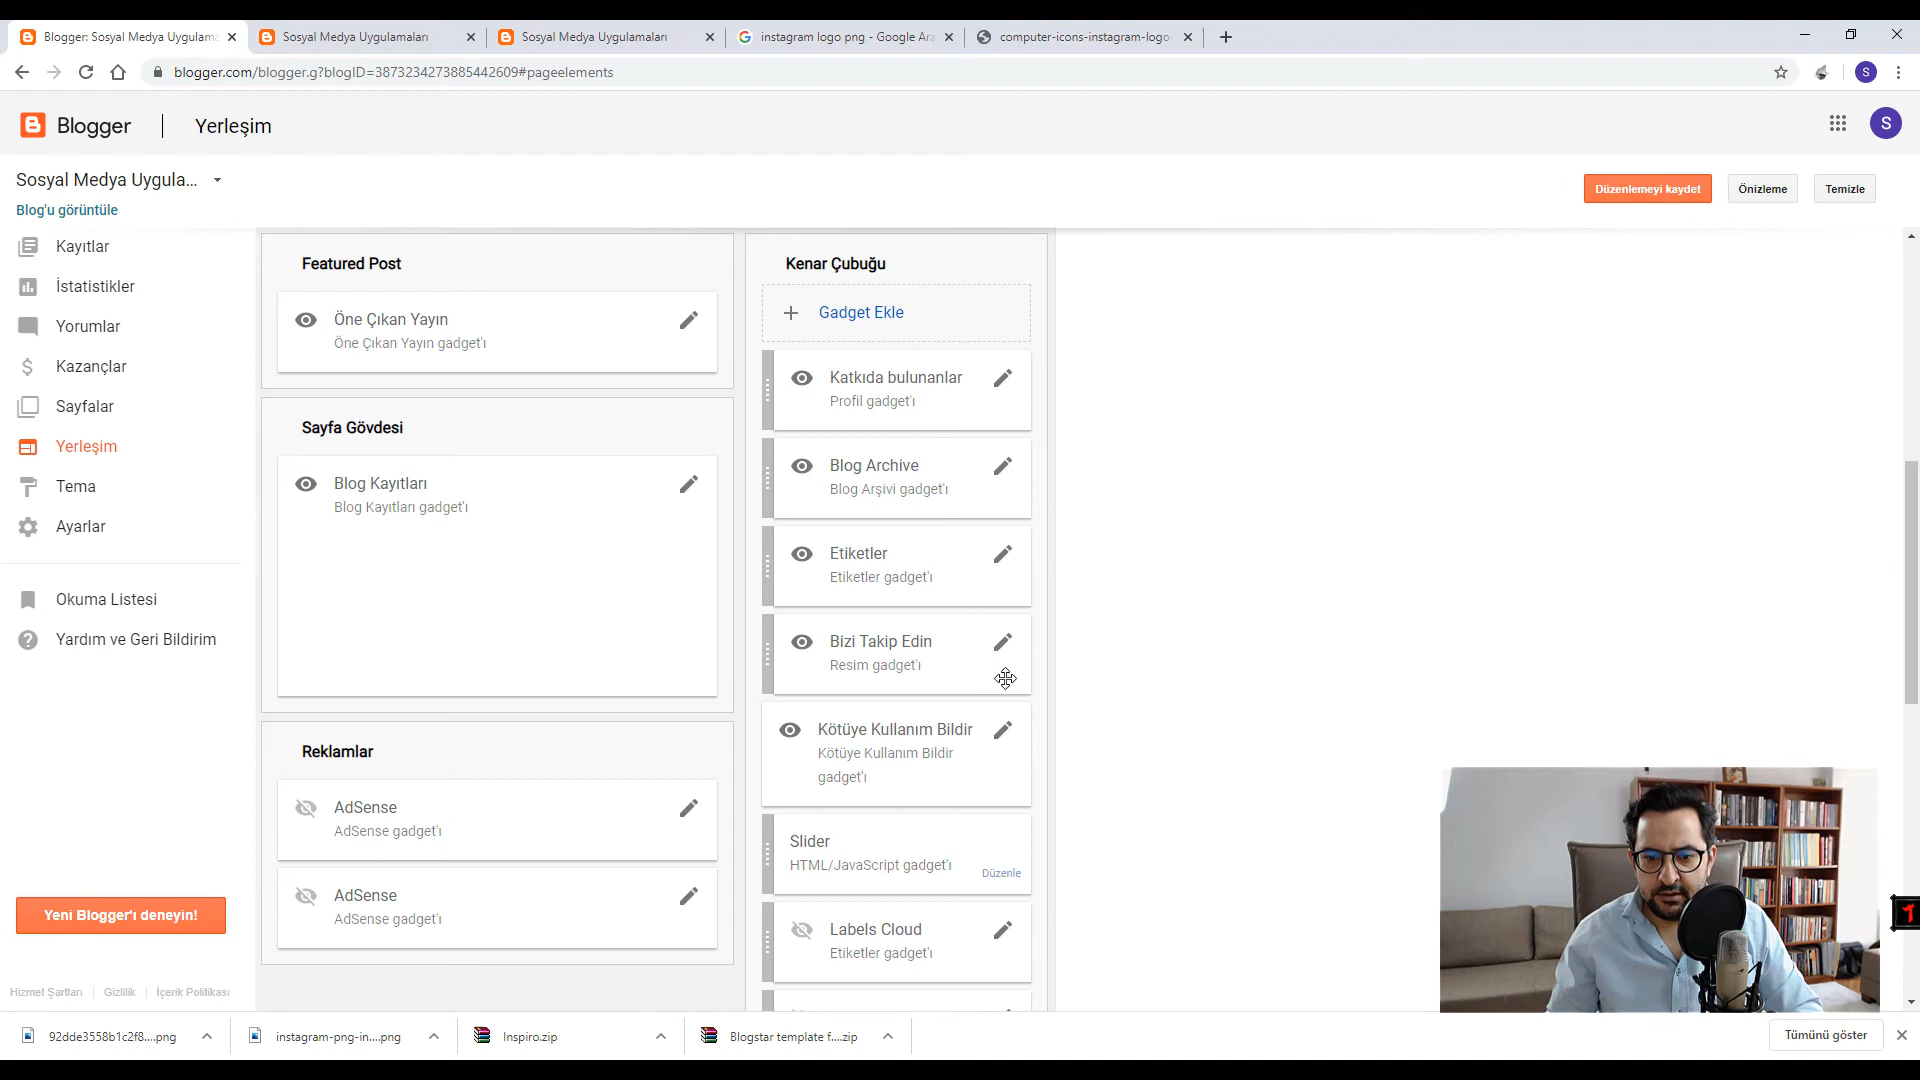 Blogger: Sosyal Medya Uygulama
Sosyal Medya Uygulamaları
Sosyal Medya Uygulamaları
instagram logo png - Google Ara
computer-icons-instagram-logo-
blogger.com/blogger.g?blogID=3873234273885442609#pageelements
S
Blogger
Yerleşim
S
Sosyal Medya Uygula...
Blog'u görüntüle
Düzenlemeyi kaydet
Önizleme
Temizle
Kayıtlar
İstatistikler
Yorumlar
Kazançlar
Sayfalar
Yerleşim
Tema
Ayarlar
Okuma Listesi
Yardım ve Geri Bildirim
Yeni Blogger'ı deneyin!
Hizmet Şartları
Gizlilik
İçerik Politikası
Featured Post
Öne Çıkan Yayın
Öne Çıkan Yayın gadget'ı
Sayfa Gövdesi
Blog Kayıtları
Blog Kayıtları gadget'ı
Reklamlar
AdSense
AdSense gadget'ı
AdSense
AdSense gadget'ı
Kenar Çubuğu
Gadget Ekle
Katkıda bulunanlar
Profil gadget'ı
Blog Archive
Blog Arşivi gadget'ı
Etiketler
Etiketler gadget'ı
Bizi Takip Edin
Resim gadget'ı
Kötüye Kullanım Bildir
Kötüye Kullanım Bildir
gadget'ı
Slider
HTML/JavaScript gadget'ı
Düzenle
Labels Cloud
Etiketler gadget'ı
92dde3558b1c2f8....png
instagram-png-in....png
Inspiro.zip
Blogstar template f....zip
Tümünü göster